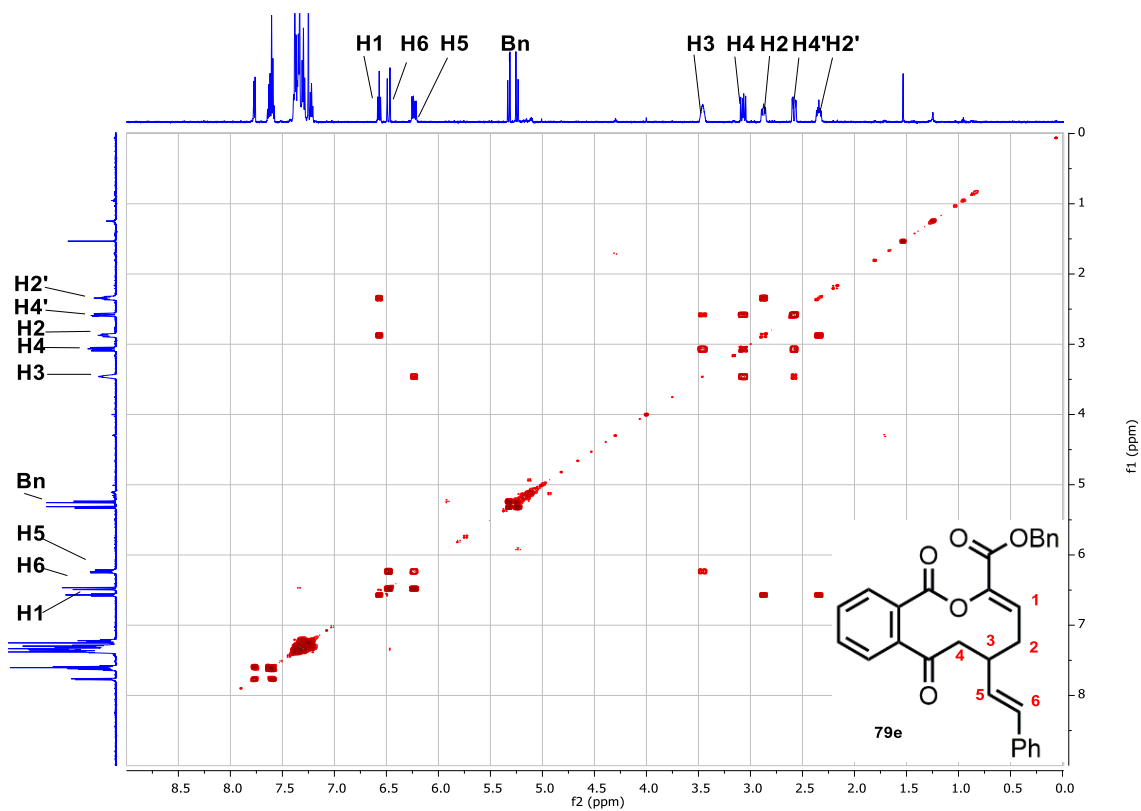 H1 H6 H5 Bn H3 H4 H2 H4' H2'
0
1
2
3
4
5
6
7
8
f1 (ppm)
H2'
H4'
H2
H4
H3
Bn
H5
H6
H1
O
O
OBn
O
1
2
3
4
O
5
6
Ph
79e
8.5 8.0 7.5 7.0 6.5 6.0 5.5 5.0 4.5 4.0 3.5 3.0 2.5 2.0 1.5 1.0 0.5 0.0
f2 (ppm)